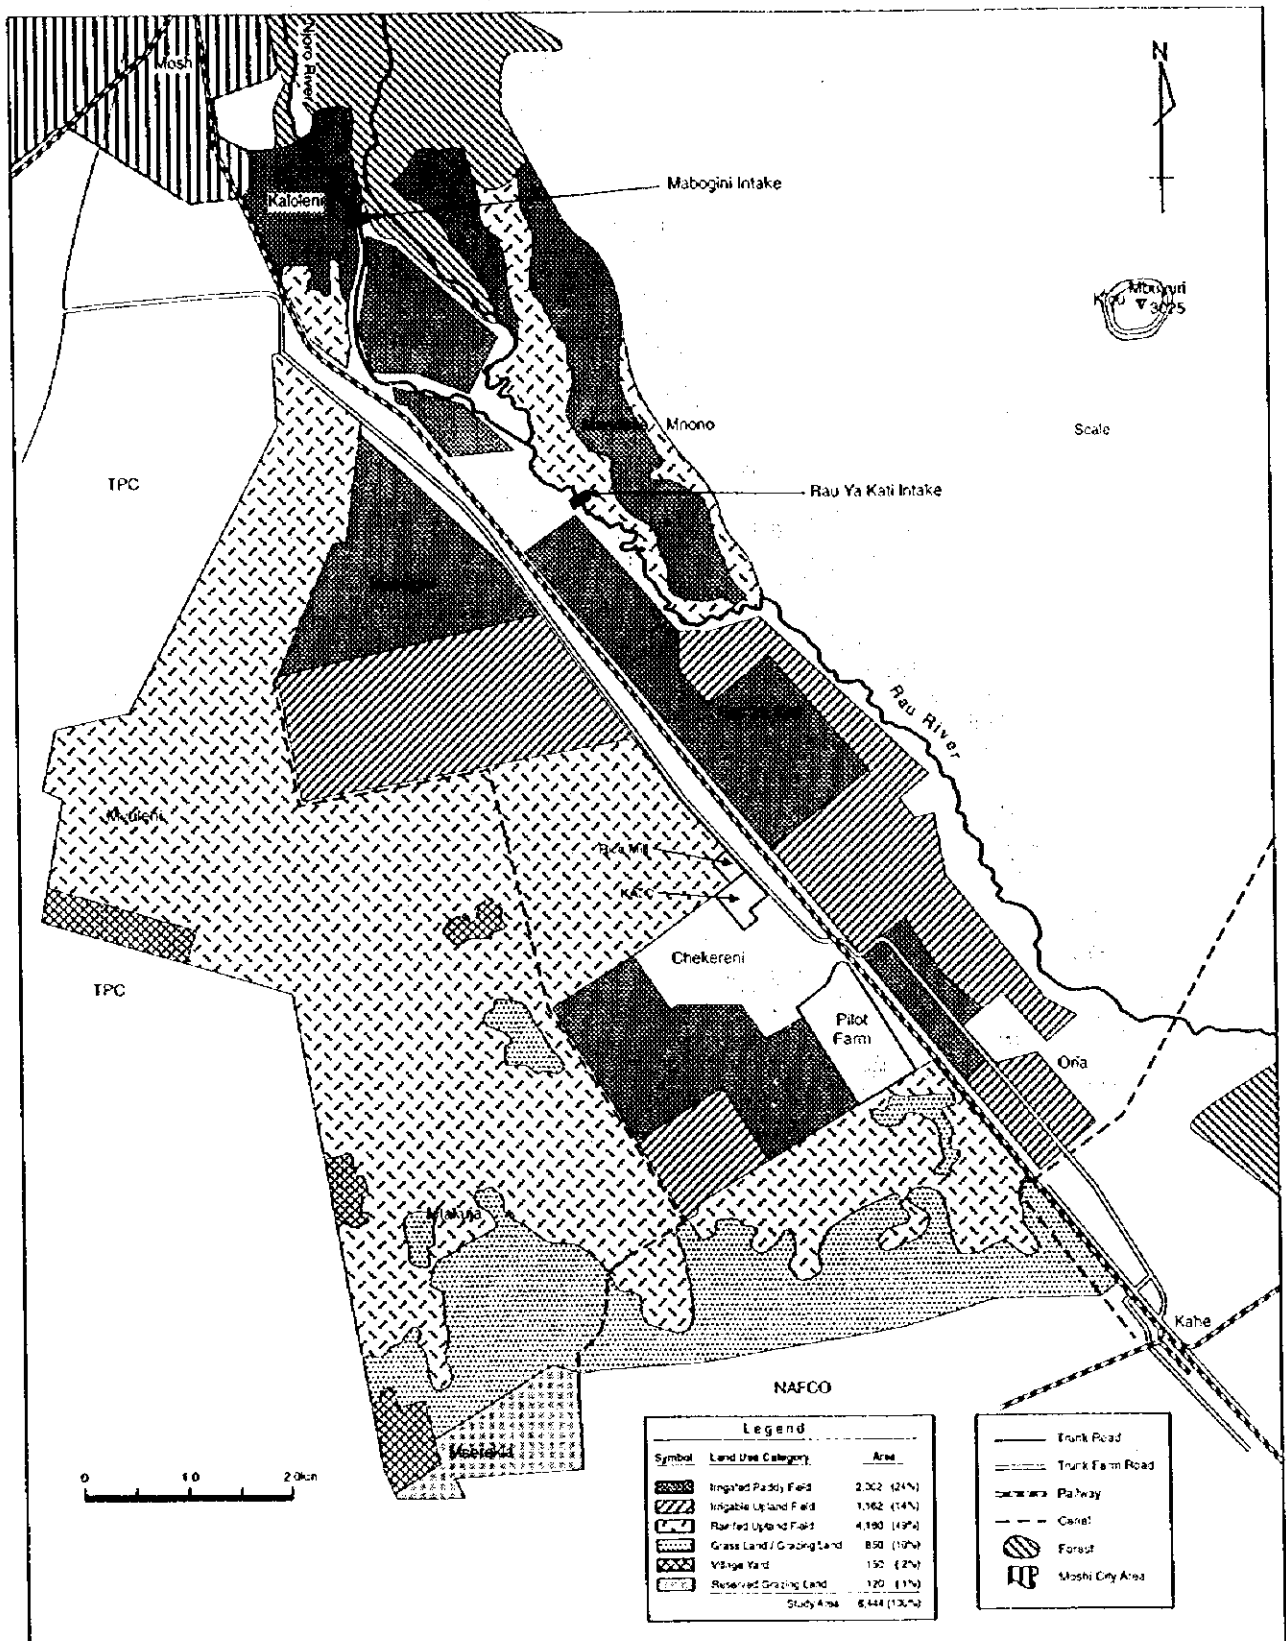 Mosh
Njoro River
N
Kaloleni
Mabogini Intake
Mbuyuri
3025
Scale
Mnono
TPC
Rau Ya Kati Intake
Rau River
Rice Mill
KATC
Chekereni
TPC
Pilot
Farm
Oria
Kahe
NAFCO
0 1.0 2.0km
Legend
Symbol Land Use Category Area
Irrigated Paddy Field 2,002 (24%)
Irrigable Upland Field 1,162 (14%)
Rainfed Upland Field 4,160 (49%)
Grass Land / Grazing Land 850 (10%)
Village Yard 150 (2%)
Reserved Grazing Land 120 (1%)
Study Area 8,444 (100%)
Trunk Road
Trunk Farm Road
Railway
Canal
Forest
Moshi City Area